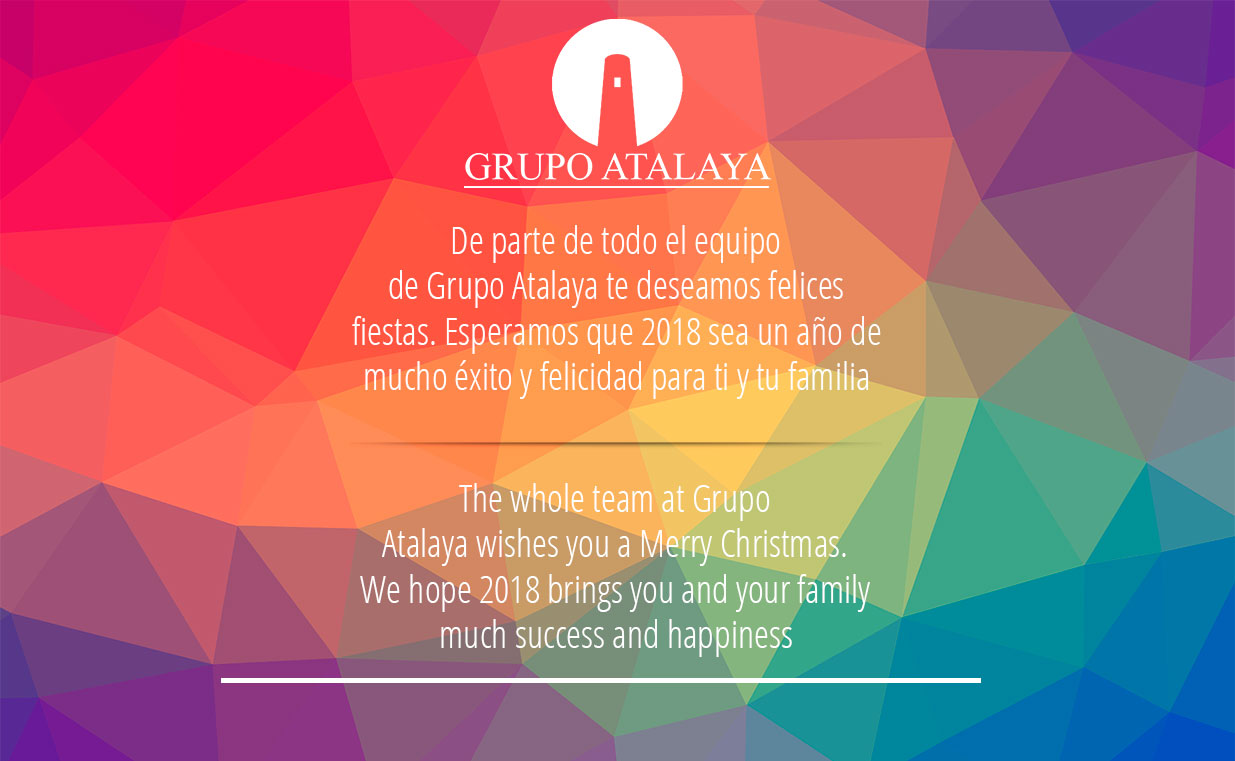 GRUPO ATALAYA
De parte de todo el equipo
de Grupo Atalaya te deseamos felices
fiestas. Esperamos que 2018 sea un año de
mucho éxito y felicidad para ti y tu familia
The whole team at Grupo
Atalaya wishes you a Merry Christmas.
We hope 2018 brings you and your family
much success and happiness